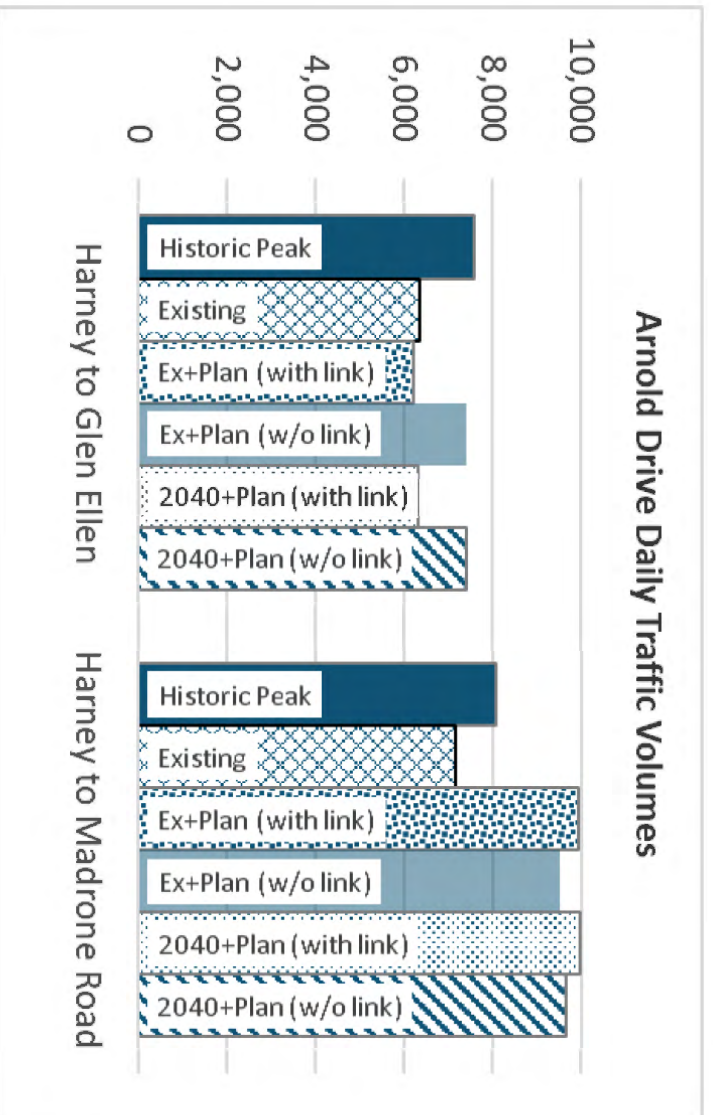 Arnold Drive Daily Traffic Volumes
10,000
8,000
6,000
4,000
2,000
0
Historic Peak
Existing
Ex+Plan (with link)
Ex+Plan (w/o link)
2040+Plan (with link)
2040+Plan (w/o link)
Historic Peak
Existing
Ex+Plan (with link)
Ex+Plan (w/o link)
2040+Plan (with link)
2040+Plan (w/o link)
Harney to Glen Ellen
Harney to Madrone Road